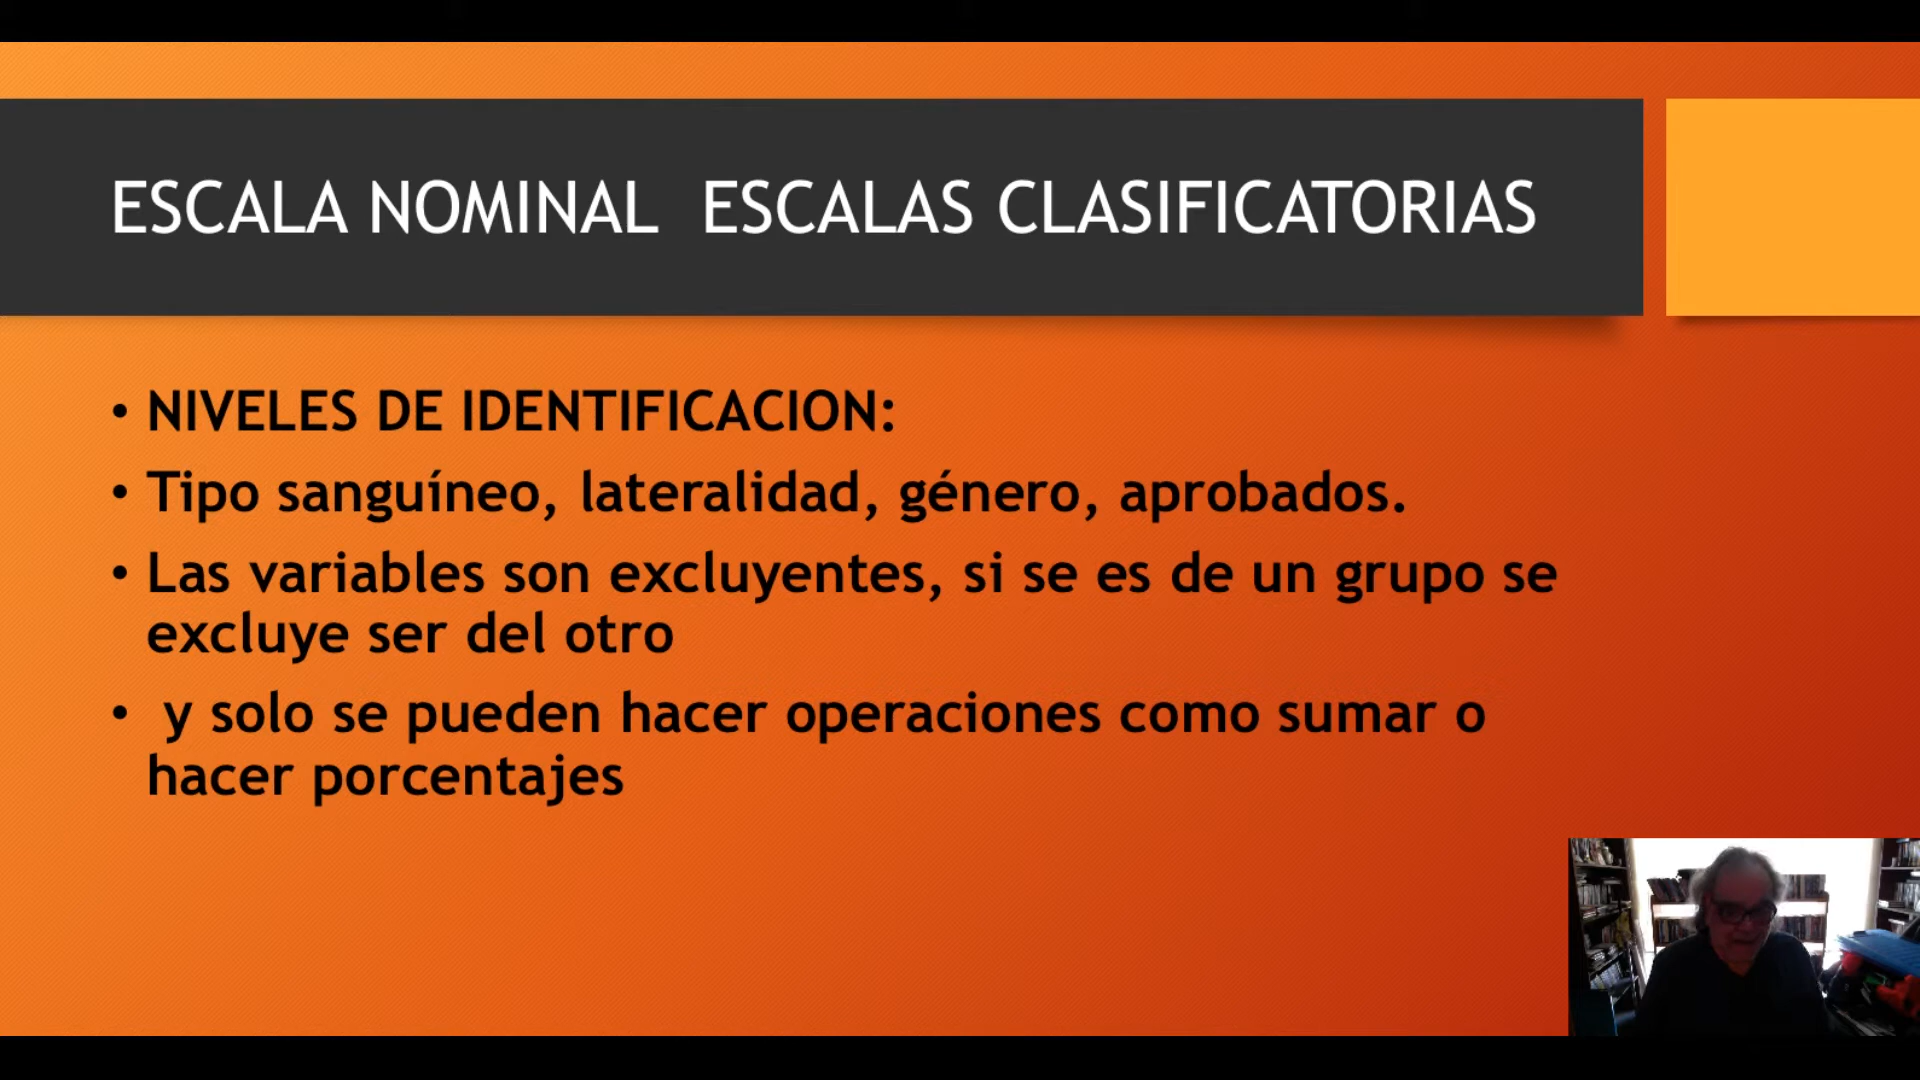 ESCALA NOMINAL  ESCALAS CLASIFICATORIAS
• NIVELES DE IDENTIFICACION:
• Tipo sanguíneo, lateralidad, género, aprobados.
• Las variables son excluyentes, si se es de un grupo se
excluye ser del otro
•  y solo se pueden hacer operaciones como sumar o
hacer porcentajes